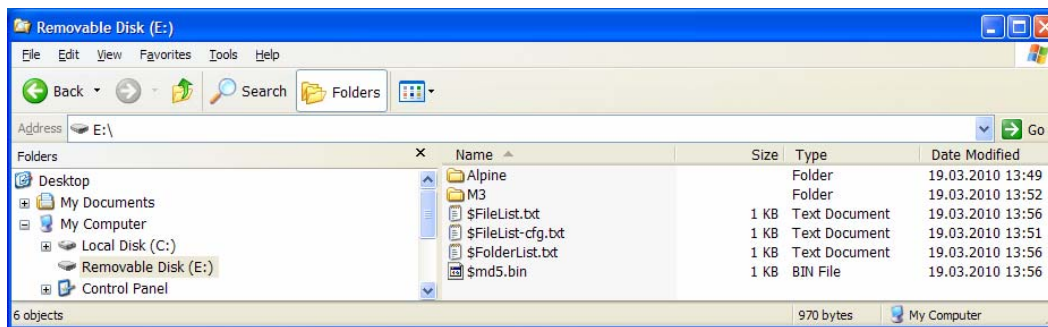 Removable Disk (E:)
File Edit View Favorites Tools Help
Back Search Folders
Address E:\ Go
Folders Name Size Type Date Modified
Desktop Alpine Folder 19.03.2010 13:49
My Documents M3 Folder 19.03.2010 13:52
My Computer $FileList.txt 1 KB Text Document 19.03.2010 13:56
Local Disk (C:) $FileList-cfg.txt 1 KB Text Document 19.03.2010 13:51
Removable Disk (E:) $FolderList.txt 1 KB Text Document 19.03.2010 13:56
Control Panel $md5.bin 1 KB BIN File 19.03.2010 13:56
6 objects 970 bytes My Computer